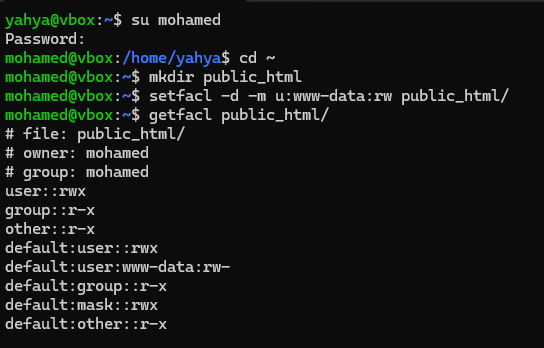 yahya@vbox:~$ su mohamed
Password:
mohamed@vbox:/home/yahya$ cd ~
mohamed@vbox:~$ mkdir public_html
mohamed@vbox:~$ setfacl -d -m u:www-data:rw public_html/
mohamed@vbox:~$ getfacl public_html/
# file: public_html/
# owner: mohamed
# group: mohamed
user::rwx
group::r-x
other::r-x
default:user::rwx
default:user:www-data:rw-
default:group::r-x
default:mask::rwx
default:other::r-x